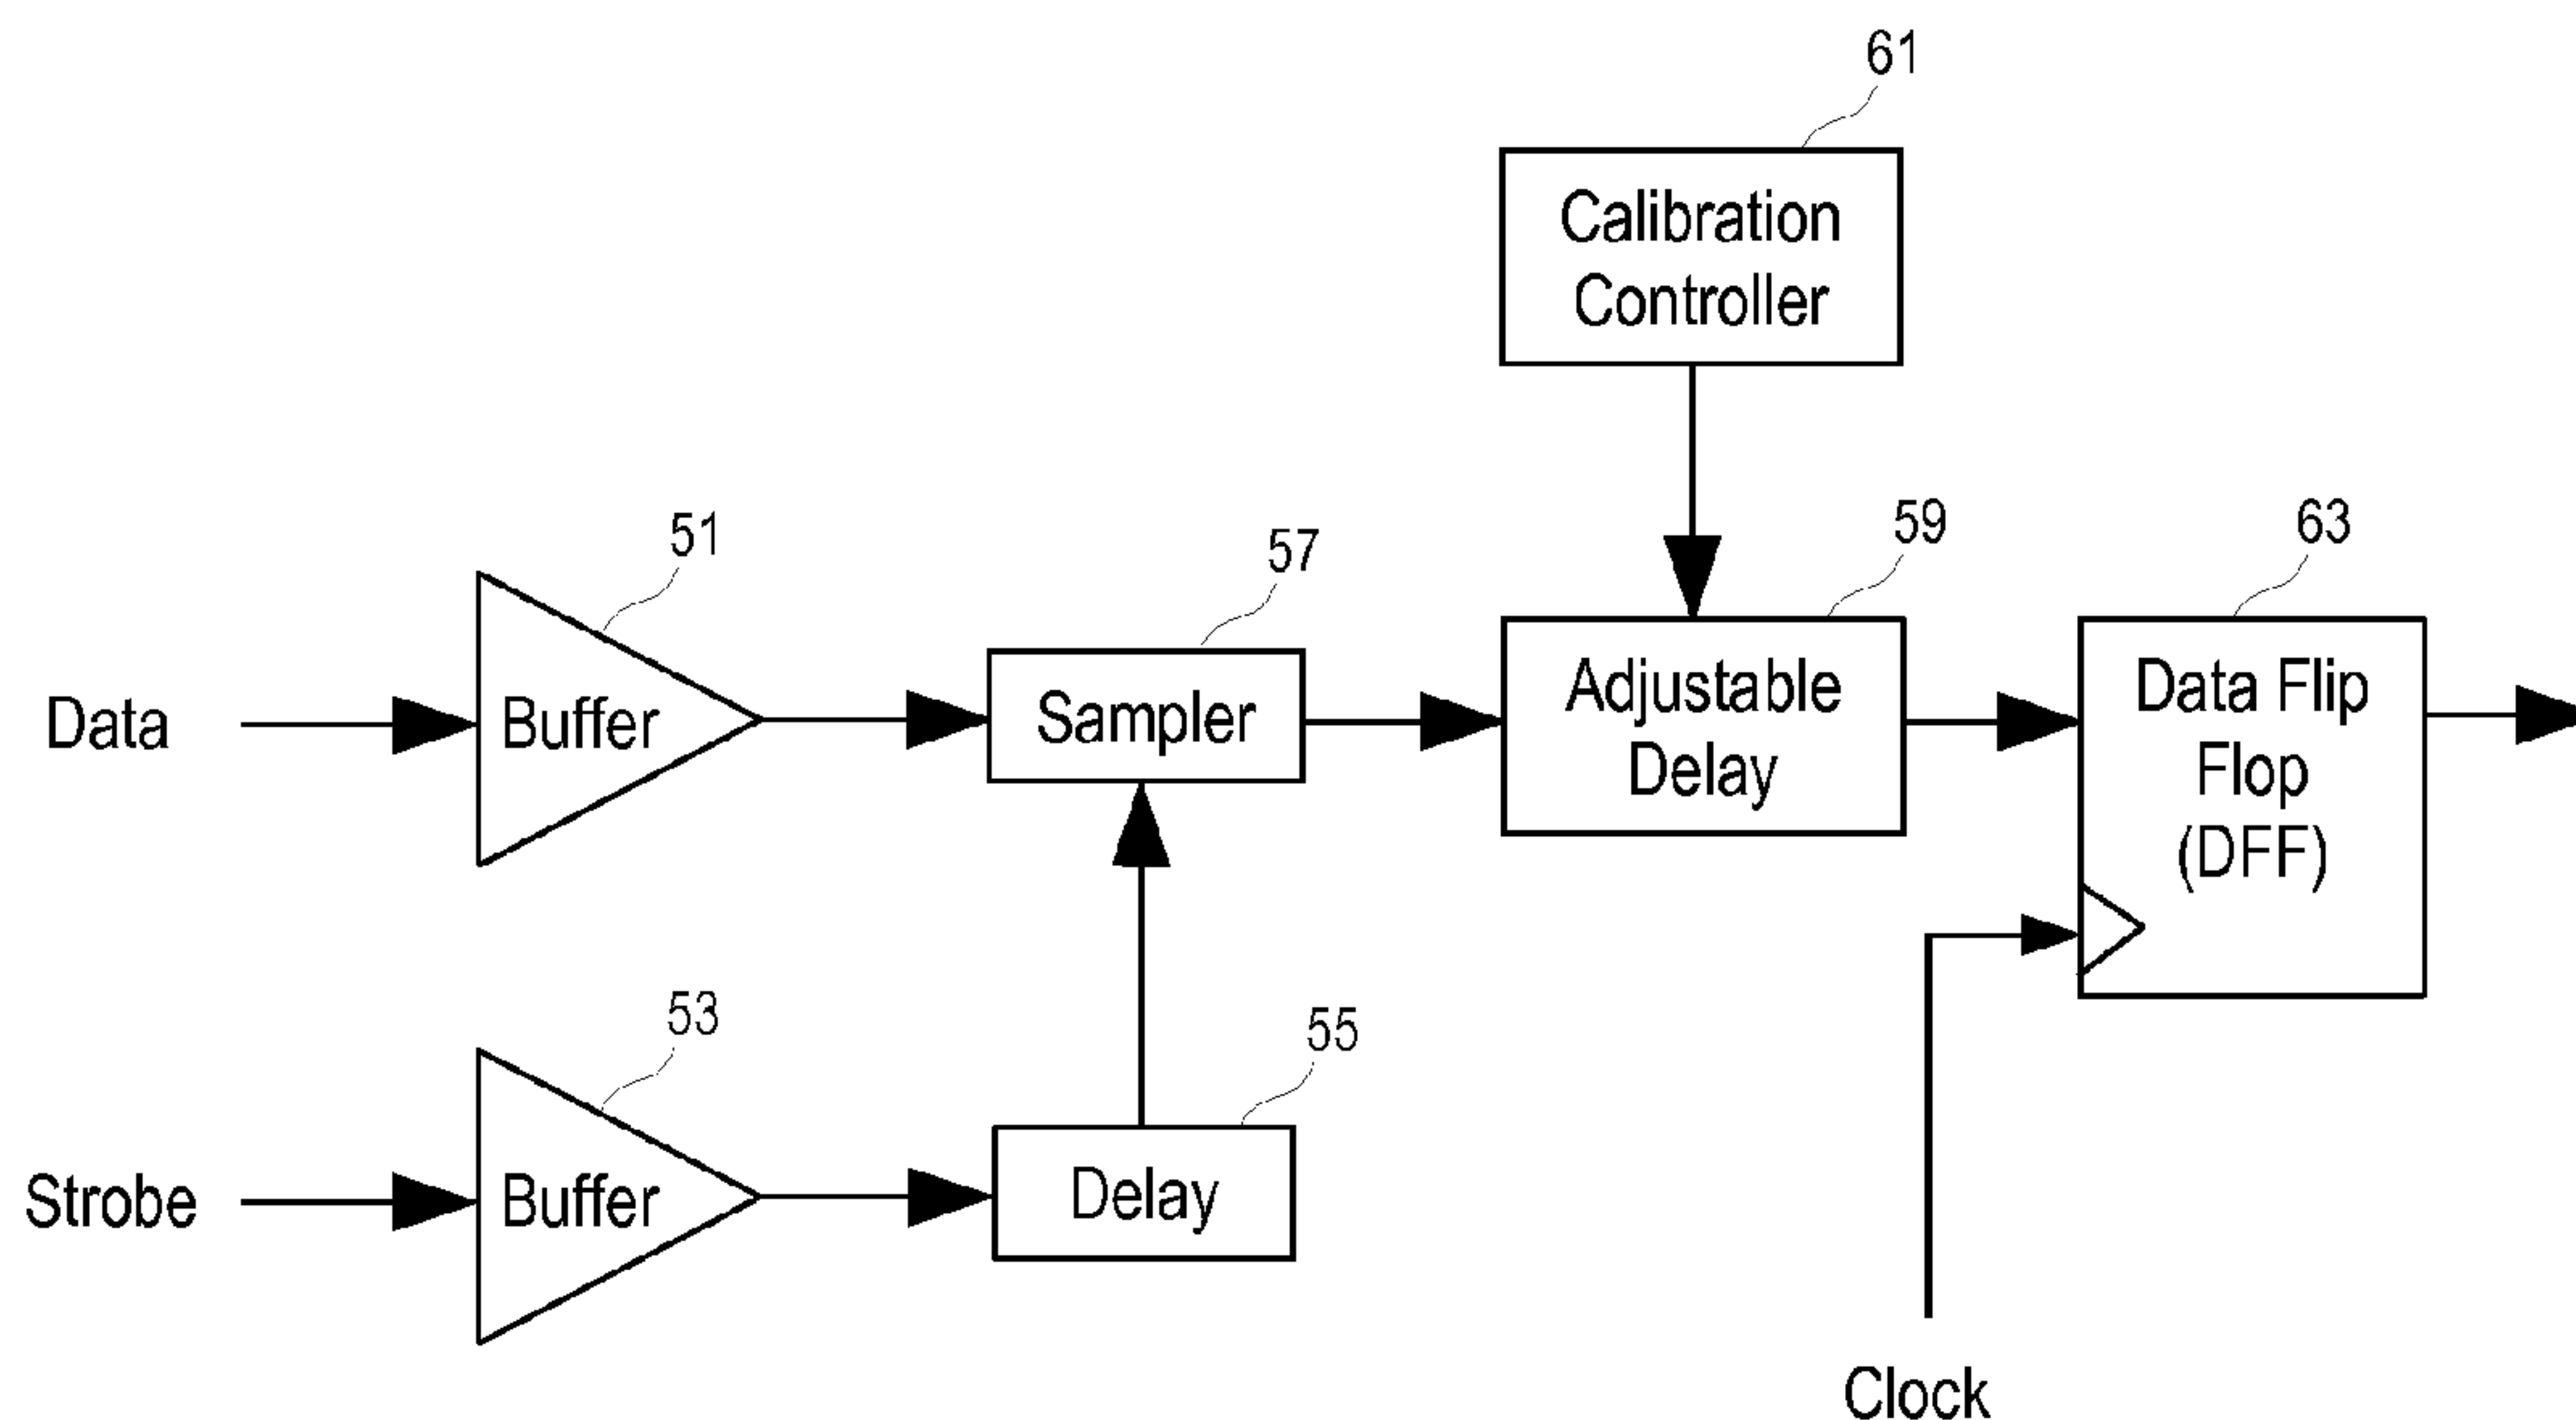 61
Calibration
Controller
51
57
59
63
Data
Buffer
Sampler
Adjustable
Delay
Data Flip
Flop
(DFF)
53
55
Strobe
Buffer
Delay
Clock